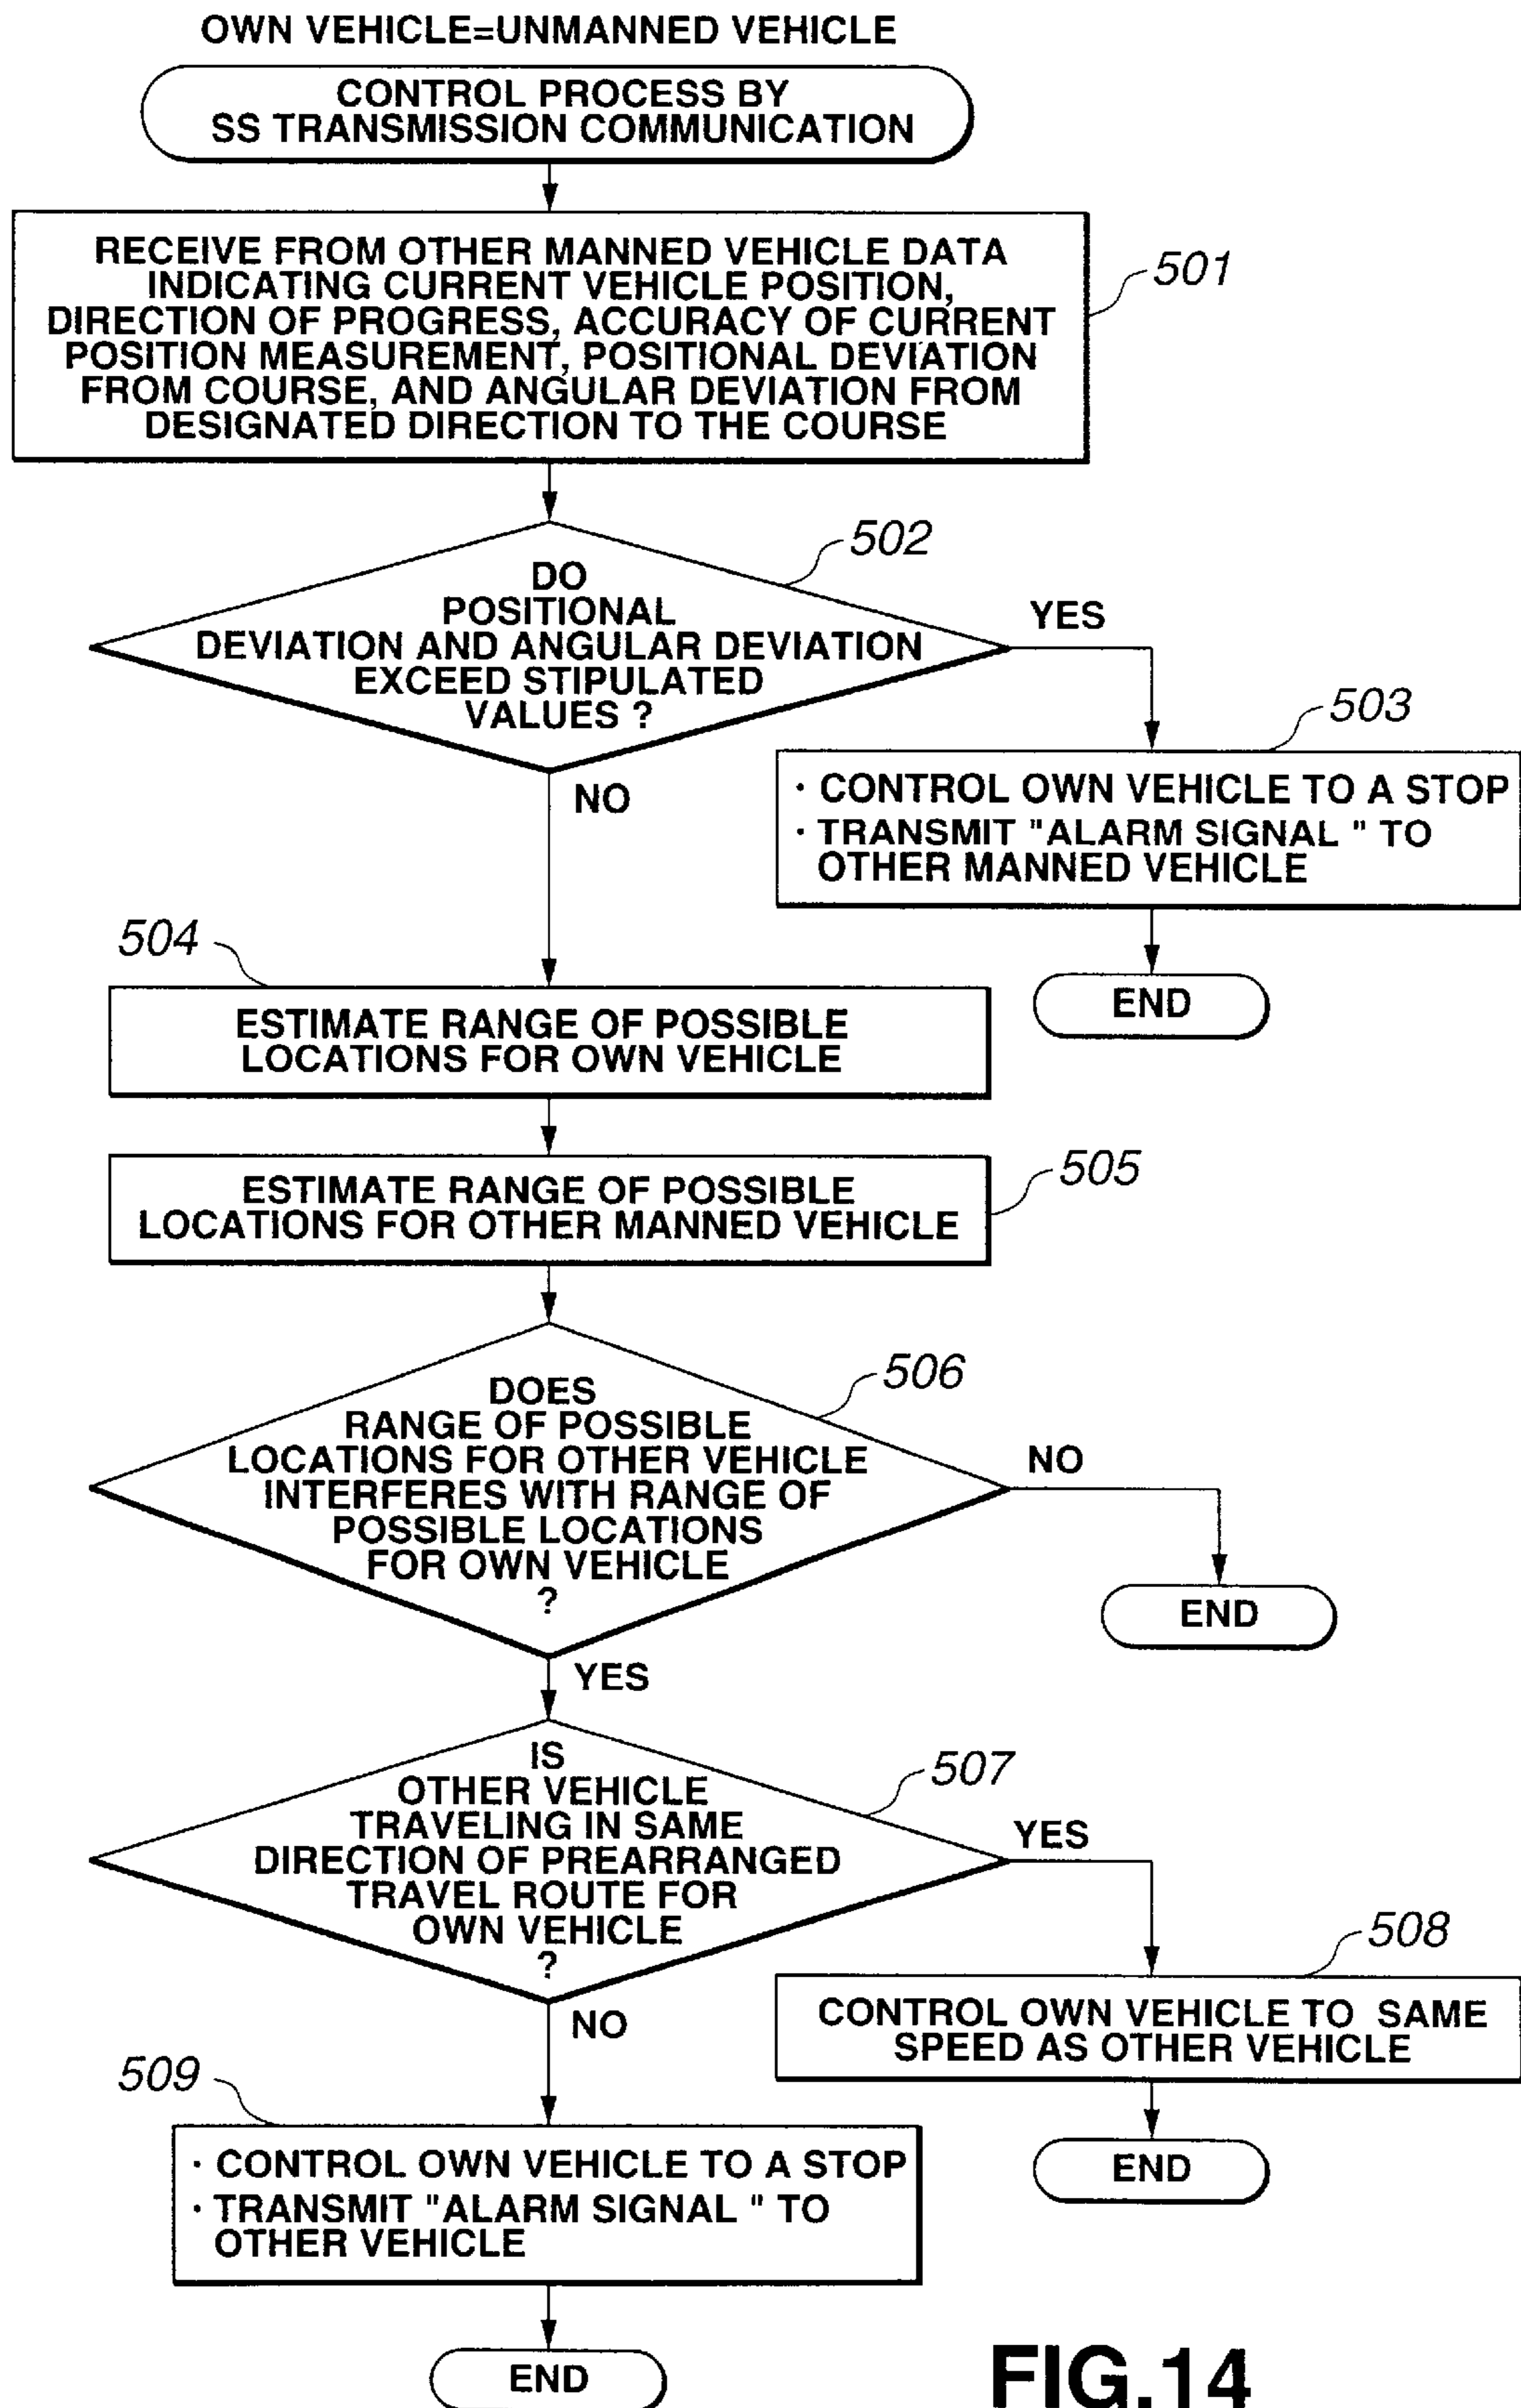 OWN VEHICLE=UNMANNED VEHICLE
CONTROL PROCESS BY
SS TRANSMISSION COMMUNICATION
RECEIVE FROM OTHER MANNED VEHICLE DATA
INDICATING CURRENT VEHICLE POSITION,
DIRECTION OF PROGRESS, ACCURACY OF CURRENT
POSITION MEASUREMENT, POSITIONAL DEVIATION
FROM COURSE, AND ANGULAR DEVIATION FROM
DESIGNATED DIRECTION TO THE COURSE
501
502
DO
POSITIONAL
DEVIATION AND ANGULAR DEVIATION
EXCEED STIPULATED
VALUES ?
YES
NO
503
· CONTROL OWN VEHICLE TO A STOP
· TRANSMIT "ALARM SIGNAL " TO
OTHER MANNED VEHICLE
END
504
ESTIMATE RANGE OF POSSIBLE
LOCATIONS FOR OWN VEHICLE
505
ESTIMATE RANGE OF POSSIBLE
LOCATIONS FOR OTHER MANNED VEHICLE
506
DOES
RANGE OF POSSIBLE
LOCATIONS FOR OTHER VEHICLE
INTERFERES WITH RANGE OF
POSSIBLE LOCATIONS
FOR OWN VEHICLE
?
NO
END
YES
507
IS
OTHER VEHICLE
TRAVELING IN SAME
DIRECTION OF PREARRANGED
TRAVEL ROUTE FOR
OWN VEHICLE
?
YES
NO
508
CONTROL OWN VEHICLE TO SAME
SPEED AS OTHER VEHICLE
END
509
· CONTROL OWN VEHICLE TO A STOP
· TRANSMIT "ALARM SIGNAL " TO
OTHER VEHICLE
END
FIG.14